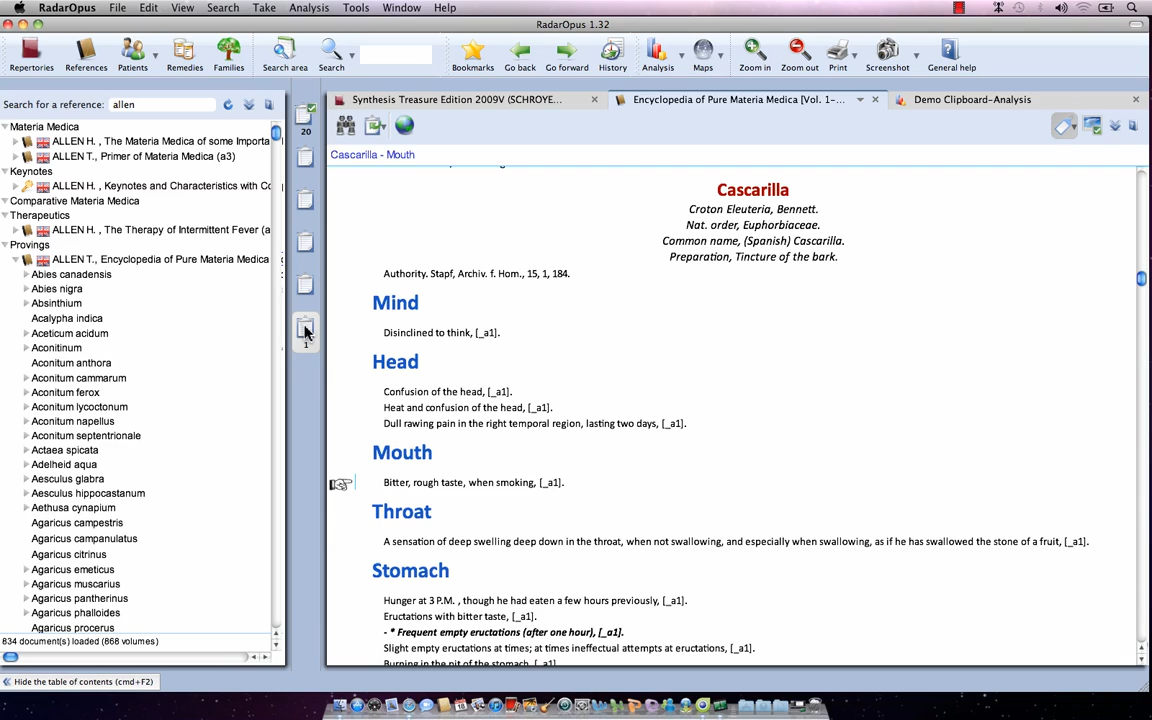 RadarOpus File Edit View Search Take Analysis Tools Window Help
RadarOpus 1.32
Repertories References Patients Remedies Families Search area Search Bookmarks Go back Go forward History Analysis Maps Zoom in Zoom out Print Screenshot General help
Search for a reference: allen
Synthesis Treasure Edition 2009V (SCHROYE... Encyclopedia of Pure Materia Medica [Vol. 1-... Demo Clipboard-Analysis
Materia Medica
ALLEN H. , The Materia Medica of some Importa
ALLEN T., Primer of Materia Medica (a3)
Keynotes
ALLEN H. , Keynotes and Characteristics with Co
Comparative Materia Medica
Therapeutics
ALLEN H. , The Therapy of Intermittent Fever (a
Provings
ALLEN T., Encyclopedia of Pure Materia Medica
Abies canadensis
Abies nigra
Absinthium
Acalypha indica
Aceticum acidum
Aconitinum
Aconitum anthora
Aconitum cammarum
Aconitum ferox
Aconitum lycoctonum
Aconitum napellus
Aconitum septentrionale
Actaea spicata
Adelheid aqua
Aesculus glabra
Aesculus hippocastanum
Aethusa cynapium
Agaricus campestris
Agaricus campanulatus
Agaricus citrinus
Agaricus emeticus
Agaricus muscarius
Agaricus pantherinus
Agaricus phalloides
Agaricus procerus
834 document(s) loaded (868 volumes)
Hide the table of contents (cmd+F2)
20
1
Cascarilla - Mouth
Cascarilla
Croton Eleuteria, Bennett.
Nat. order, Euphorbiaceae.
Common name, (Spanish) Cascarilla.
Preparation, Tincture of the bark.
Authority. Stapf, Archiv. f. Hom., 15, 1, 184.
Mind
Disinclined to think, [_a1].
Head
Confusion of the head, [_a1].
Heat and confusion of the head, [_a1].
Dull rawing pain in the right temporal region, lasting two days, [_a1].
Mouth
Bitter, rough taste, when smoking, [_a1].
Throat
A sensation of deep swelling deep down in the throat, when not swallowing, and especially when swallowing, as if he has swallowed the stone of a fruit, [_a1].
Stomach
Hunger at 3 P.M. , though he had eaten a few hours previously, [_a1].
Eructations with bitter taste, [_a1].
- * Frequent empty eructations (after one hour), [_a1].
Slight empty eructations at times; at times ineffectual attempts at eructations, [_a1].
Burning in the pit of the stomach, [_a1].